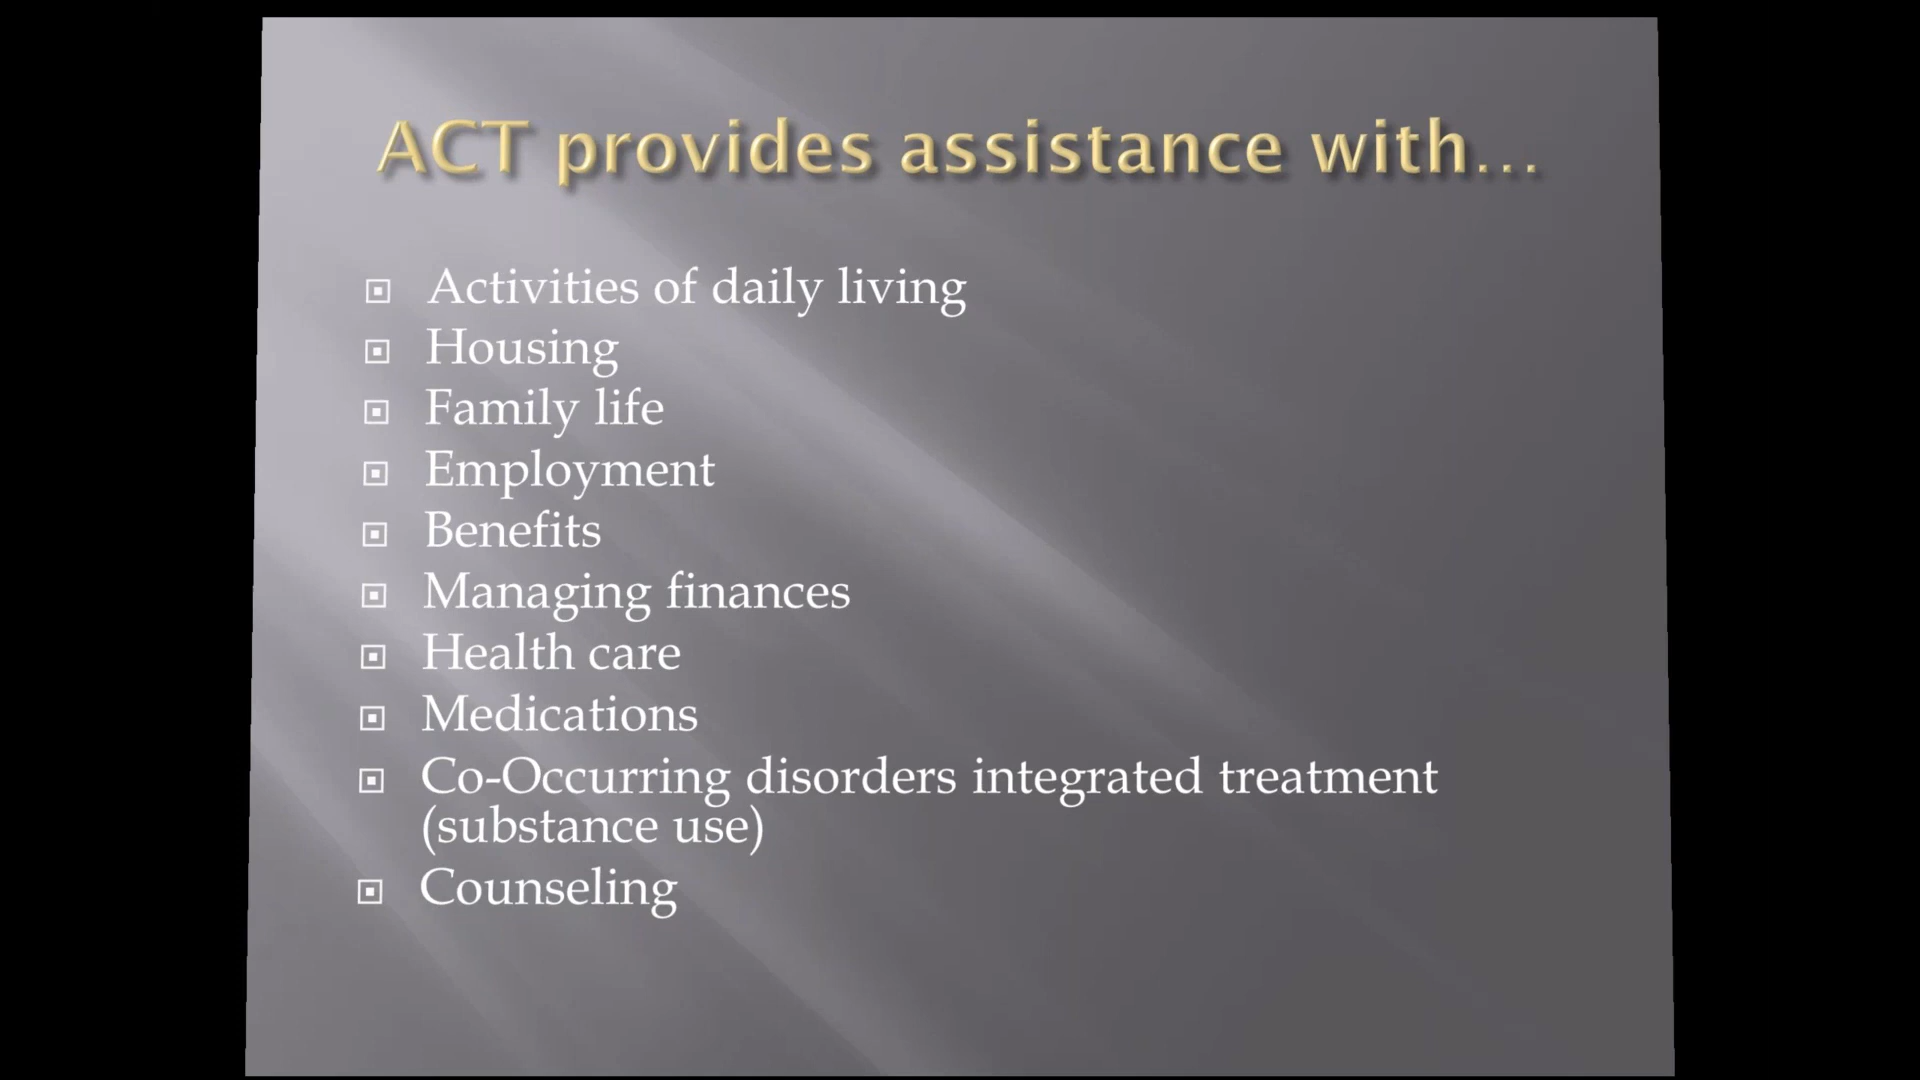 ACT provides assistance with...
Activities of daily living
Housing
Family life
Employment
Benefits
Managing finances
Health care
Medications
Co-Occurring disorders integrated treatment
(substance use)
Counseling